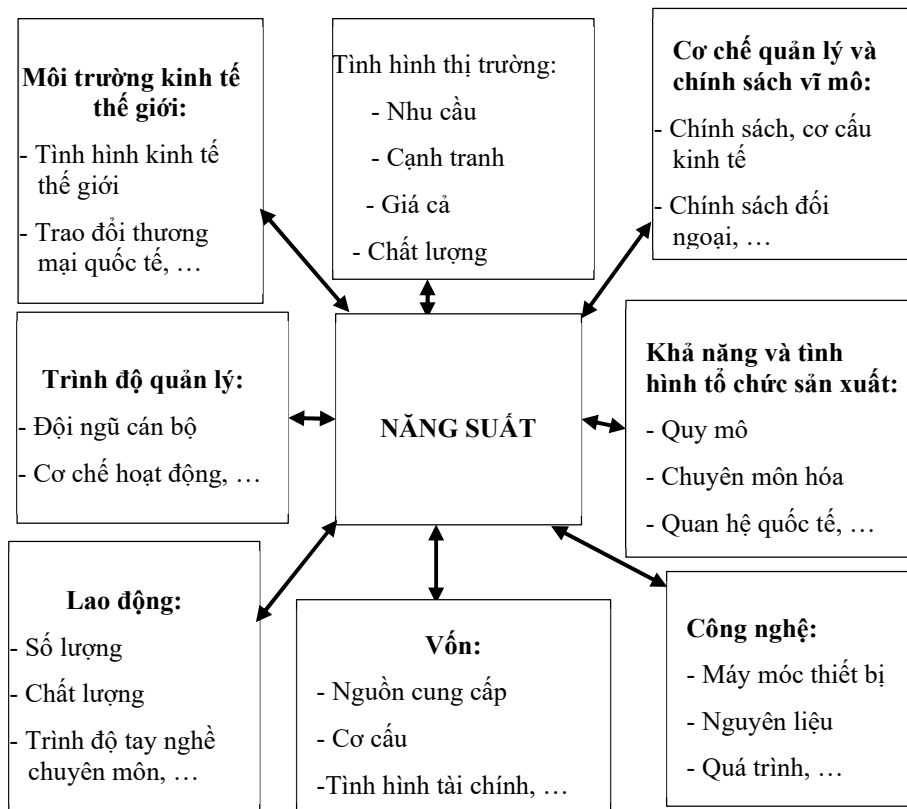 Môi trường kinh tế
thế giới:
- Tình hình kinh tế
thế giới
- Trao đổi thương
mại quốc tế, …
Tình hình thị trường:
- Nhu cầu
- Cạnh tranh
- Giá cả
- Chất lượng
Cơ chế quản lý và
chính sách vĩ mô:
- Chính sách, cơ cấu
kinh tế
- Chính sách đối
ngoại, …
Trình độ quản lý:
- Đội ngũ cán bộ
- Cơ chế hoạt động, …
NĂNG SUẤT
Khả năng và tình
hình tổ chức sản xuất:
- Quy mô
- Chuyên môn hóa
- Quan hệ quốc tế, …
Lao động:
- Số lượng
- Chất lượng
- Trình độ tay nghề
chuyên môn, …
Vốn:
- Nguồn cung cấp
- Cơ cấu
-Tình hình tài chính, …
Công nghệ:
- Máy móc thiết bị
- Nguyên liệu
- Quá trình, …